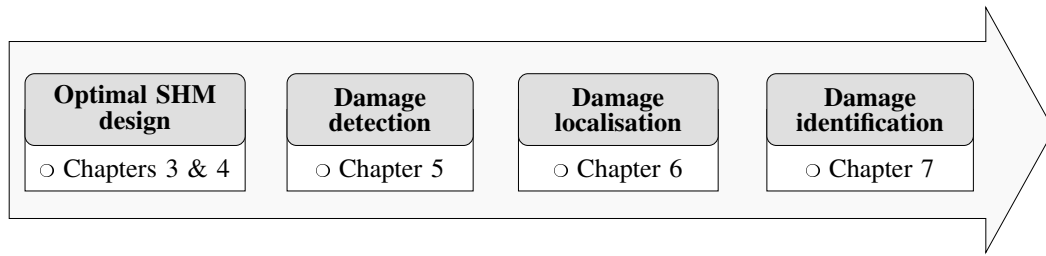 Optimal SHM
design
❍ Chapters 3 & 4
Damage
detection
❍ Chapter 5
Damage
localisation
❍ Chapter 6
Damage
identification
❍ Chapter 7